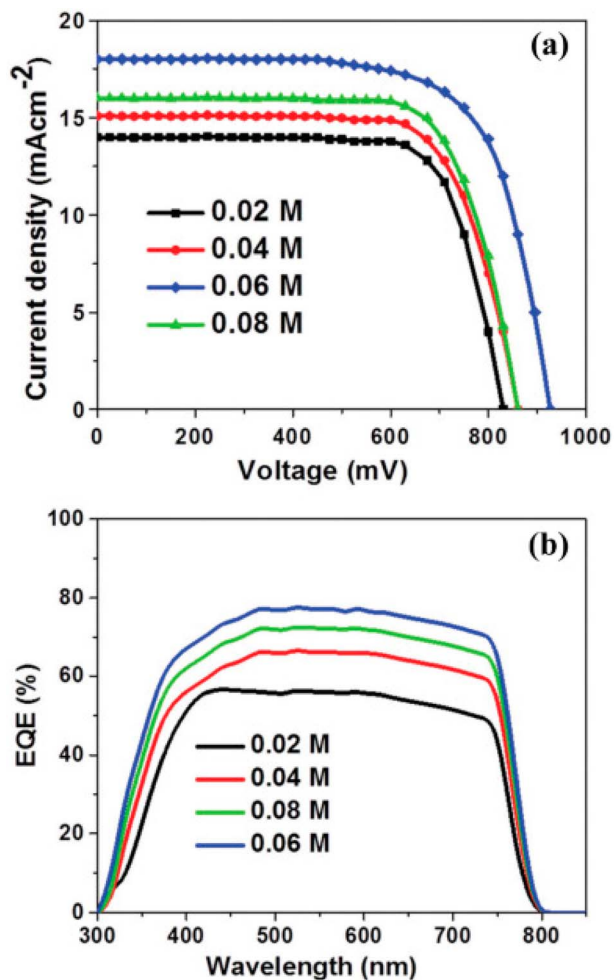 (a)
20
15
10
5
0
Current density (mAcm-2)
0.02 M
0.04 M
0.06 M
0.08 M
0 200 400 600 800 1000
Voltage (mV)
(b)
100
80
60
40
20
0
EQE (%)
0.02 M
0.04 M
0.08 M
0.06 M
300 400 500 600 700 800
Wavelength (nm)